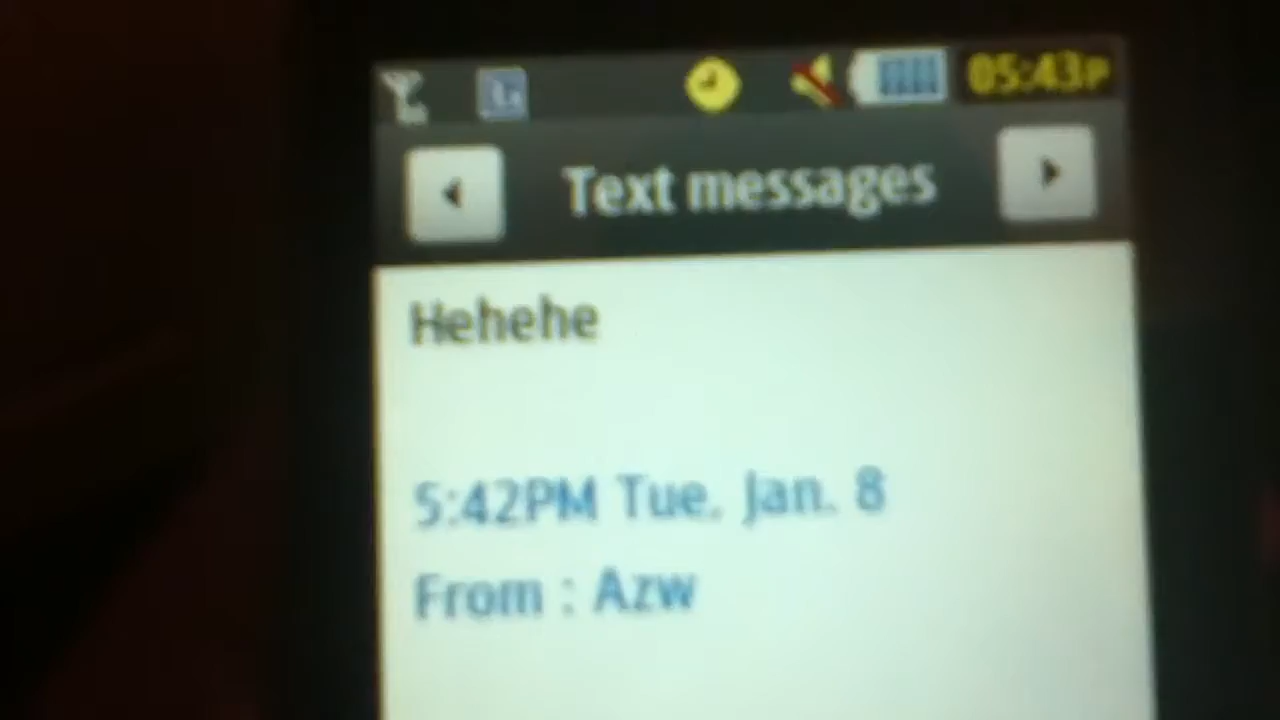 05:43P
Text messages
Hehehe
5:42PM Tue, Jan. 8
From : Azw